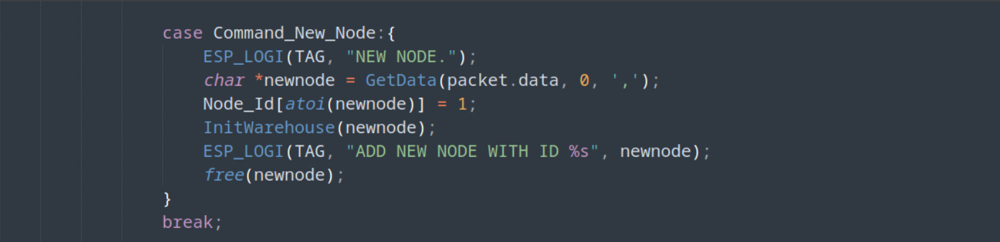 case Command_New_Node:{
ESP_LOGI(TAG, "NEW NODE.");
char *newnode = GetData(packet.data, 0, ',');
Node_Id[atoi(newnode)] = 1;
InitWarehouse(newnode);
ESP_LOGI(TAG, "ADD NEW NODE WITH ID %s", newnode);
free(newnode);
}
break;